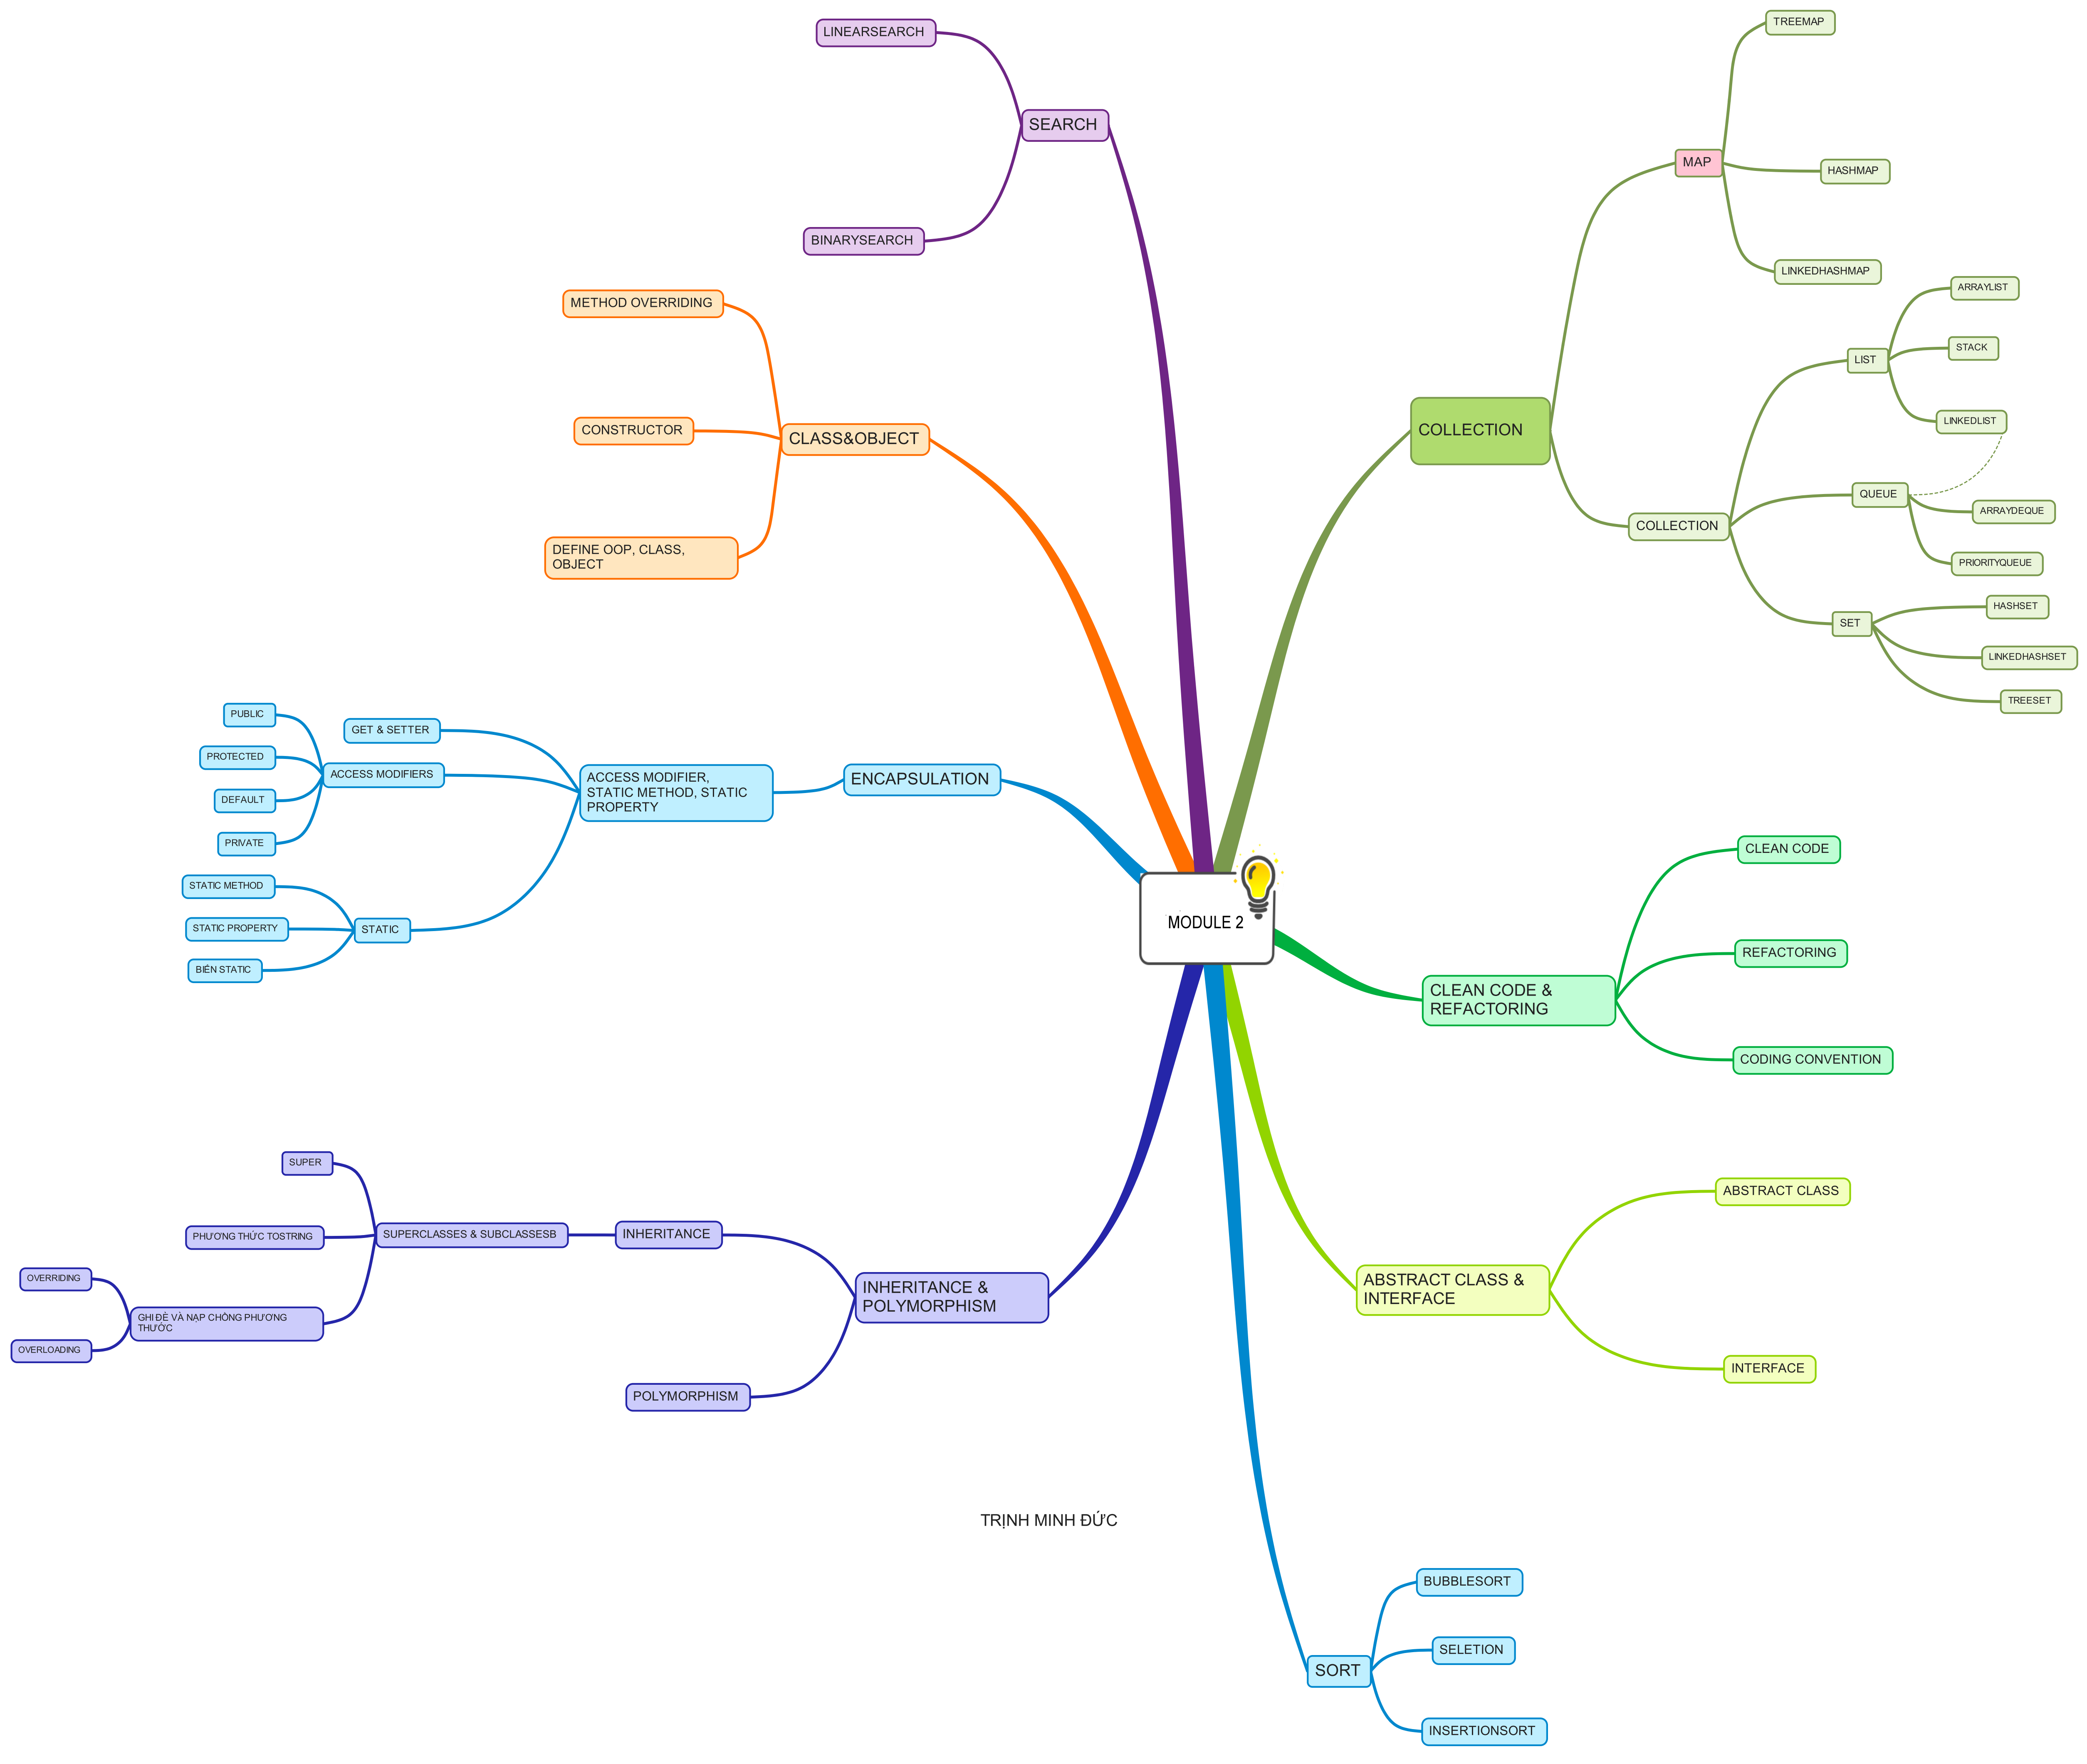 LINEARSEARCH
SEARCH
BINARYSEARCH
METHOD OVERRIDING
CONSTRUCTOR
CLASS&OBJECT
DEFINE OOP, CLASS,
OBJECT
PUBLIC
PROTECTED
DEFAULT
PRIVATE
GET & SETTER
ACCESS MODIFIERS
STATIC METHOD
STATIC PROPERTY
BIẾN STATIC
STATIC
ACCESS MODIFIER,
STATIC METHOD, STATIC
PROPERTY
ENCAPSULATION
MODULE 2
SUPER
PHƯƠNG THỨC TOSTRING
OVERRIDING
OVERLOADING
GHI ĐÈ VÀ NẠP CHỒNG PHƯƠNG
THƯỚC
SUPERCLASSES & SUBCLASSESB
INHERITANCE
POLYMORPHISM
INHERITANCE &
POLYMORPHISM
TRỊNH MINH ĐỨC
TREEMAP
MAP
HASHMAP
LINKEDHASHMAP
COLLECTION
COLLECTION
ARRAYLIST
LIST
STACK
LINKEDLIST
QUEUE
ARRAYDEQUE
PRIORITYQUEUE
SET
HASHSET
LINKEDHASHSET
TREESET
CLEAN CODE
REFACTORING
CLEAN CODE &
REFACTORING
CODING CONVENTION
ABSTRACT CLASS
ABSTRACT CLASS &
INTERFACE
INTERFACE
BUBBLESORT
SELETION
SORT
INSERTIONSORT